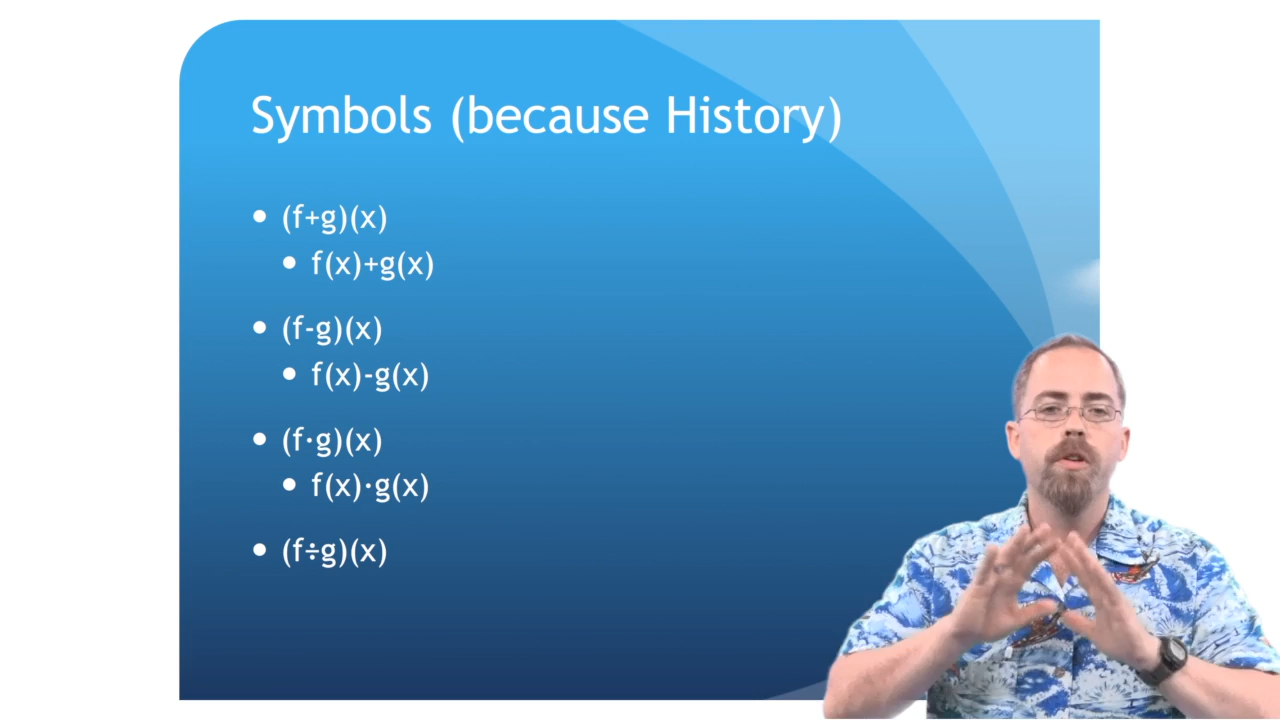 Symbols (because History)
• (f+g)(x)
• f(x)+g(x)
• (f-g)(x)
• f(x)-g(x)
• (f·g)(x)
• f(x)·g(x)
• (f÷g)(x)